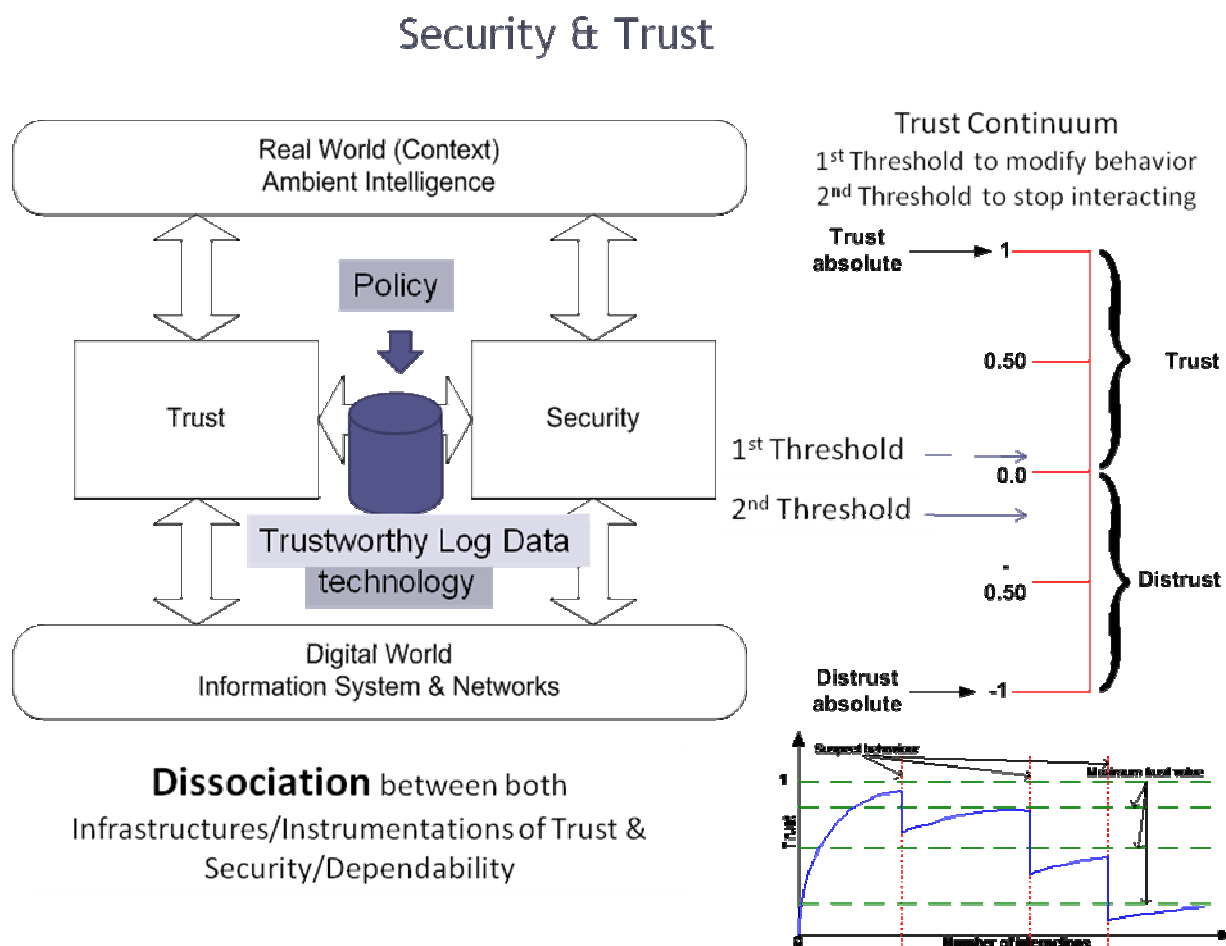 Security & Trust
Real World (Context)
Ambient Intelligence
Policy
Trust
Security
Trustworthy Log Data
technology
Digital World
Information System & Networks
Dissociation between both
Infrastructures/Instrumentations of Trust &
Security/Dependability
Trust Continuum
1st Threshold to modify behavior
2nd Threshold to stop interacting
Trust
absolute
1
0.50
Trust
1st Threshold
0.0
2nd Threshold
-
0.50
Distrust
Distrust
absolute
-1
Suspect behaviour
Minimum trust value
1
Trust
0
Number of interactions